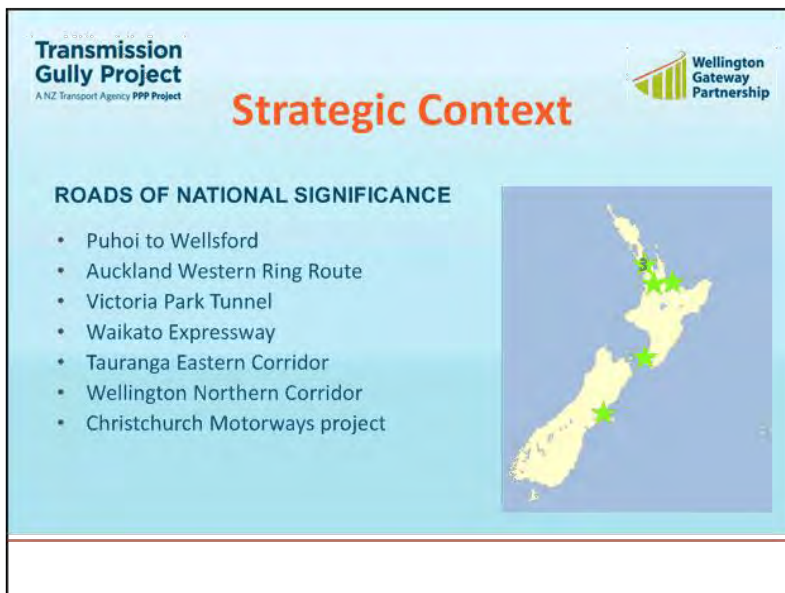 Transmission
Gully Project
A NZ Transport Agency PPP Project
Wellington
Gateway
Partnership
Strategic Context
ROADS OF NATIONAL SIGNIFICANCE
• Puhoi to Wellsford
• Auckland Western Ring Route
• Victoria Park Tunnel
• Waikato Expressway
• Tauranga Eastern Corridor
• Wellington Northern Corridor
• Christchurch Motorways project
3